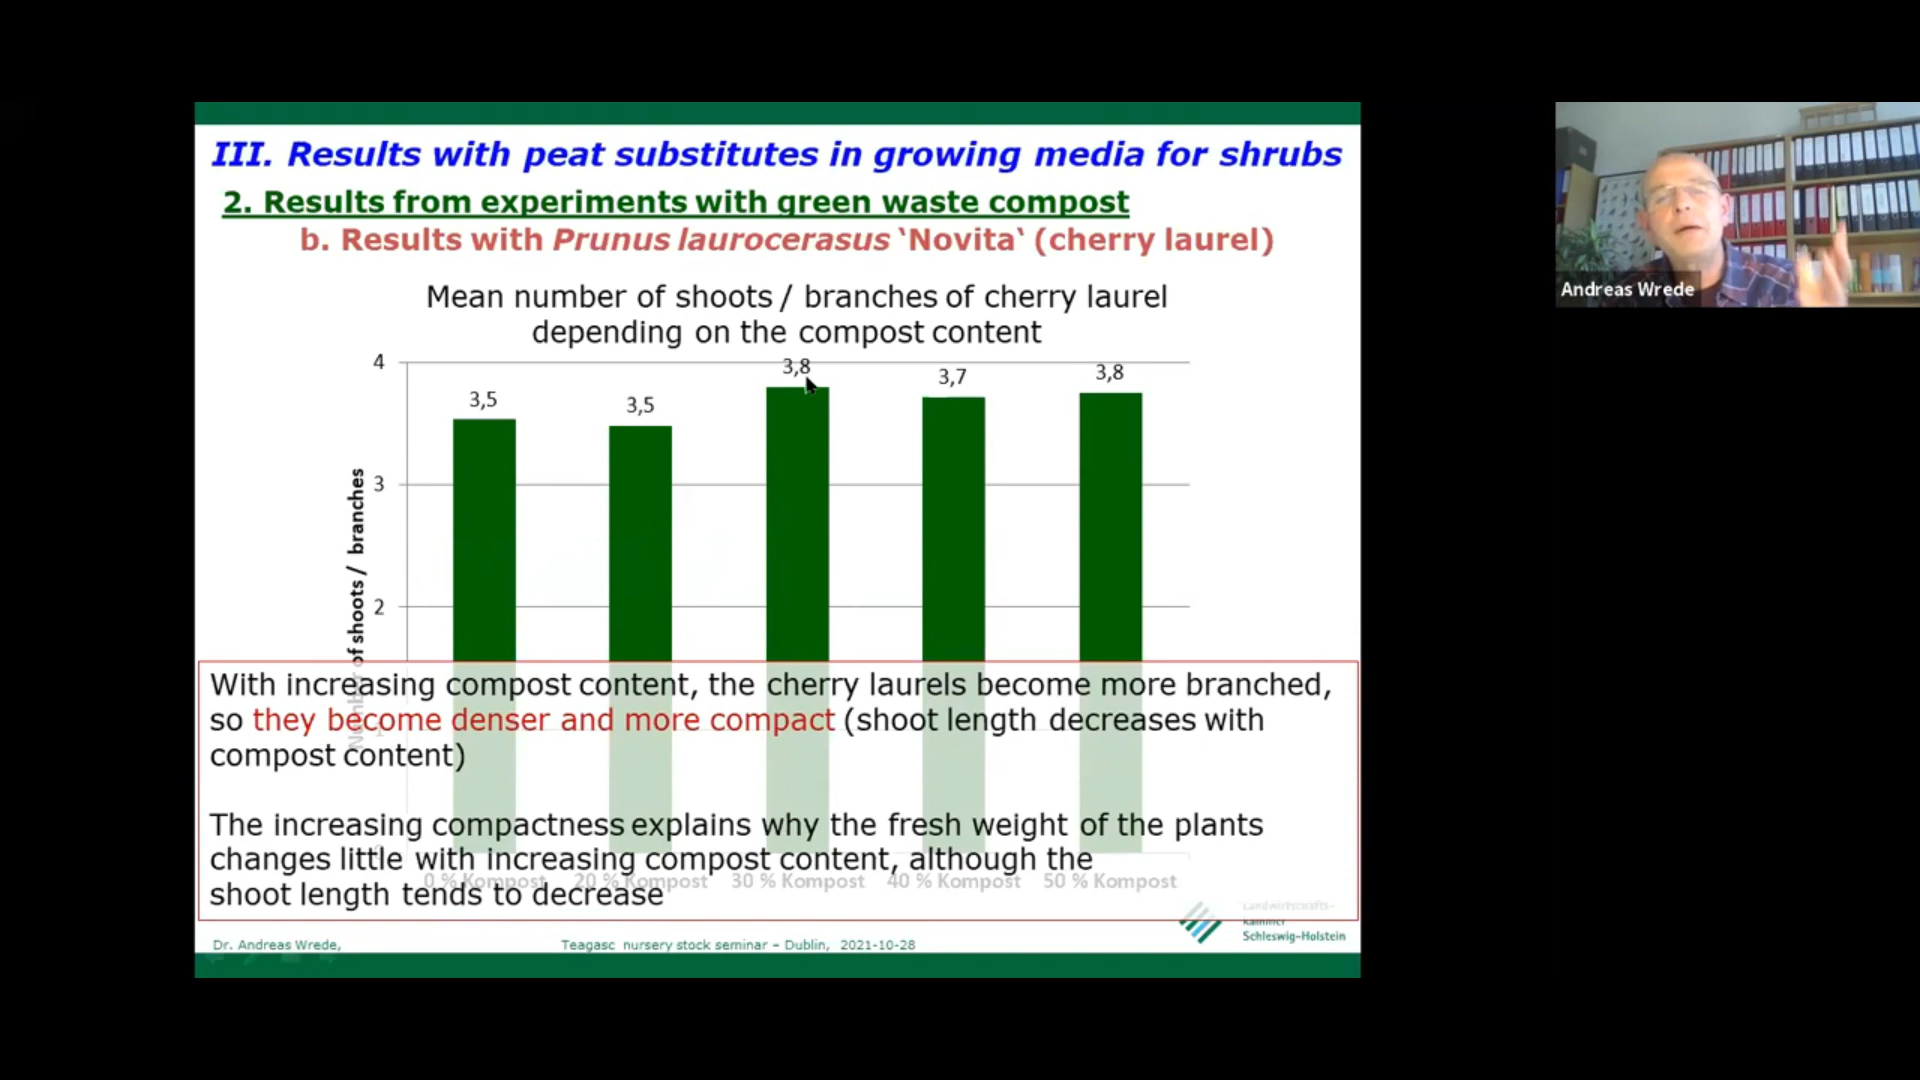 III. Results with peat substitutes in growing media for shrubs
2. Results from experiments with green waste compost
b. Results with Prunus laurocerasus ‛Novita‛ (cherry laurel)
Mean number of shoots / branches of cherry laurel
depending on the compost content
4
3
2
1
0
Number of shoots / branches
3,5
3,5
3,8
3,7
3,8
With increasing compost content, the cherry laurels become more branched,
so they become denser and more compact (shoot length decreases with
compost content)
The increasing compactness explains why the fresh weight of the plants
changes little with increasing compost content, although the
shoot length tends to decrease
0 % Kompost
20 % Kompost
30 % Kompost
40 % Kompost
50 % Kompost
Dr. Andreas Wrede,
Teagasc nursery stock seminar – Dublin, 2021-10-28
Landwirtschafts-
kammer
Schleswig-Holstein
Andreas Wrede